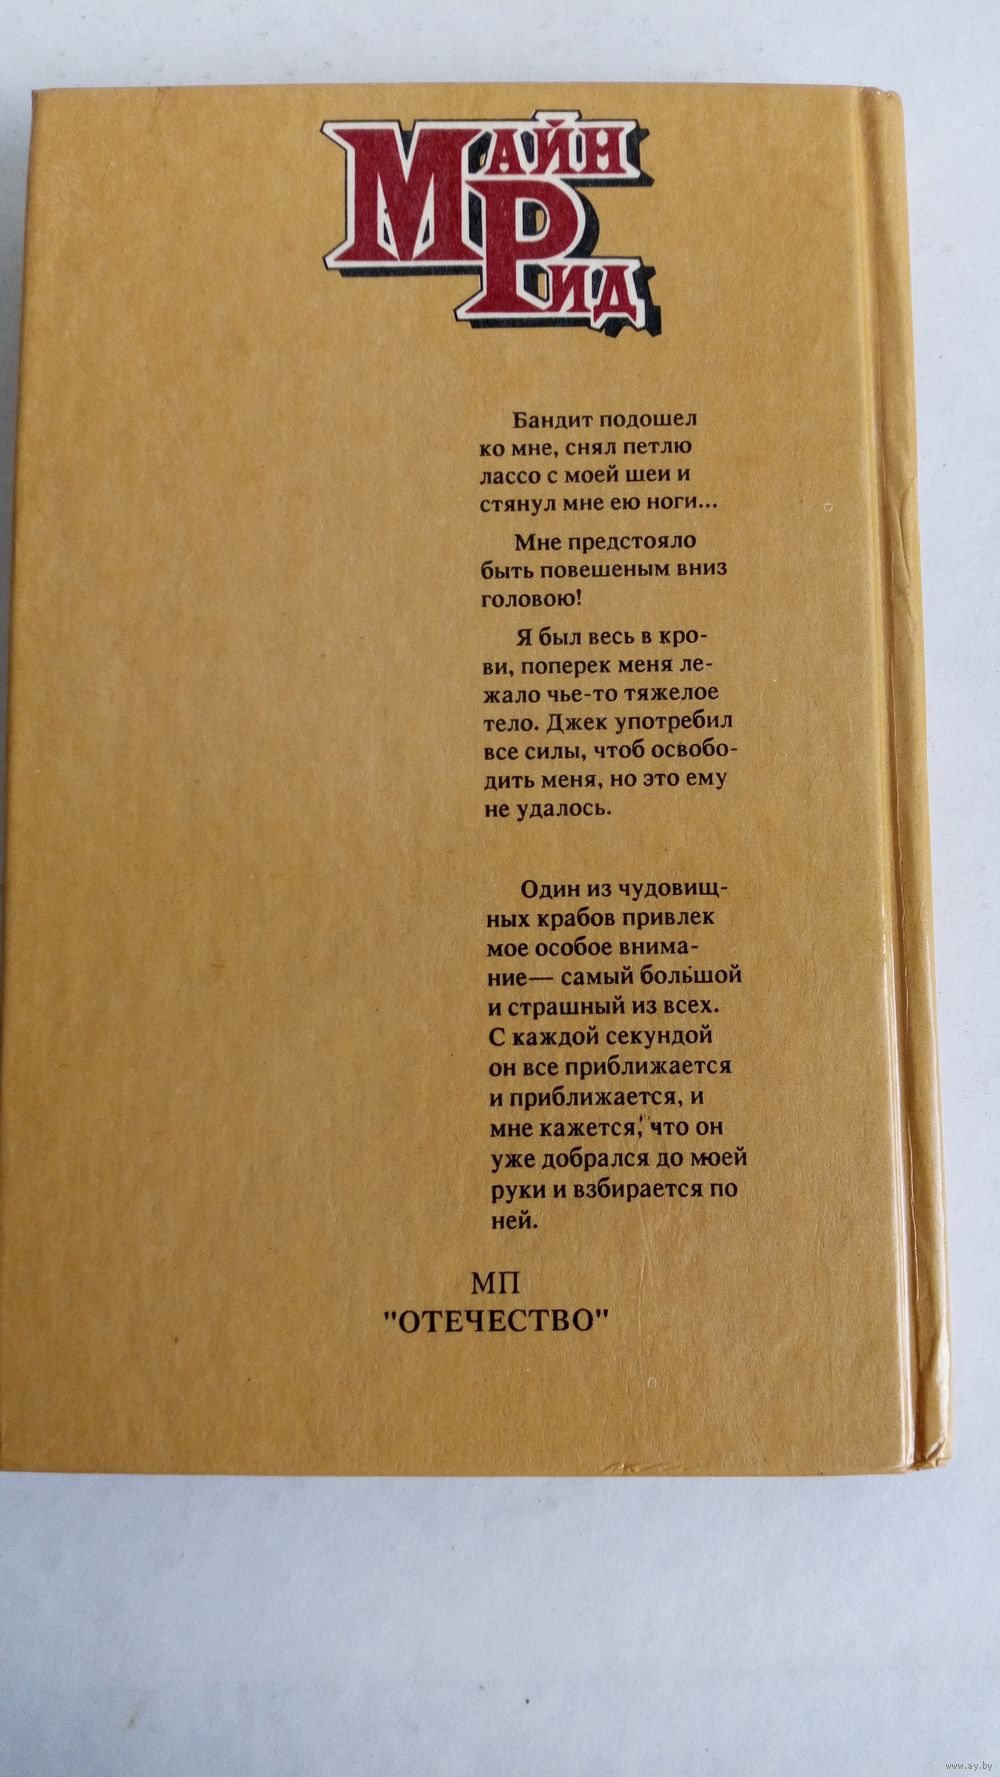 МАЙН
РИД
Бандит подошел
ко мне, снял петлю
лассо с моей шеи и
стянул мне ею ноги...
Мне предстояло
быть повешеным вниз
головою!
Я был весь в кро-
ви, поперек меня ле-
жало чье-то тяжелое
тело. Джек употребил
все силы, чтоб освобо-
дить меня, но это ему
не удалось.
Один из чудовищ-
ных крабов привлек
мое особое внима-
ние— самый большой
и страшный из всех.
С каждой секундой
он все приближается
и приближается, и
мне кажется, что он
уже добрался до моей
руки и взбирается по
ней.
МП
"ОТЕЧЕСТВО"
www.ay.by